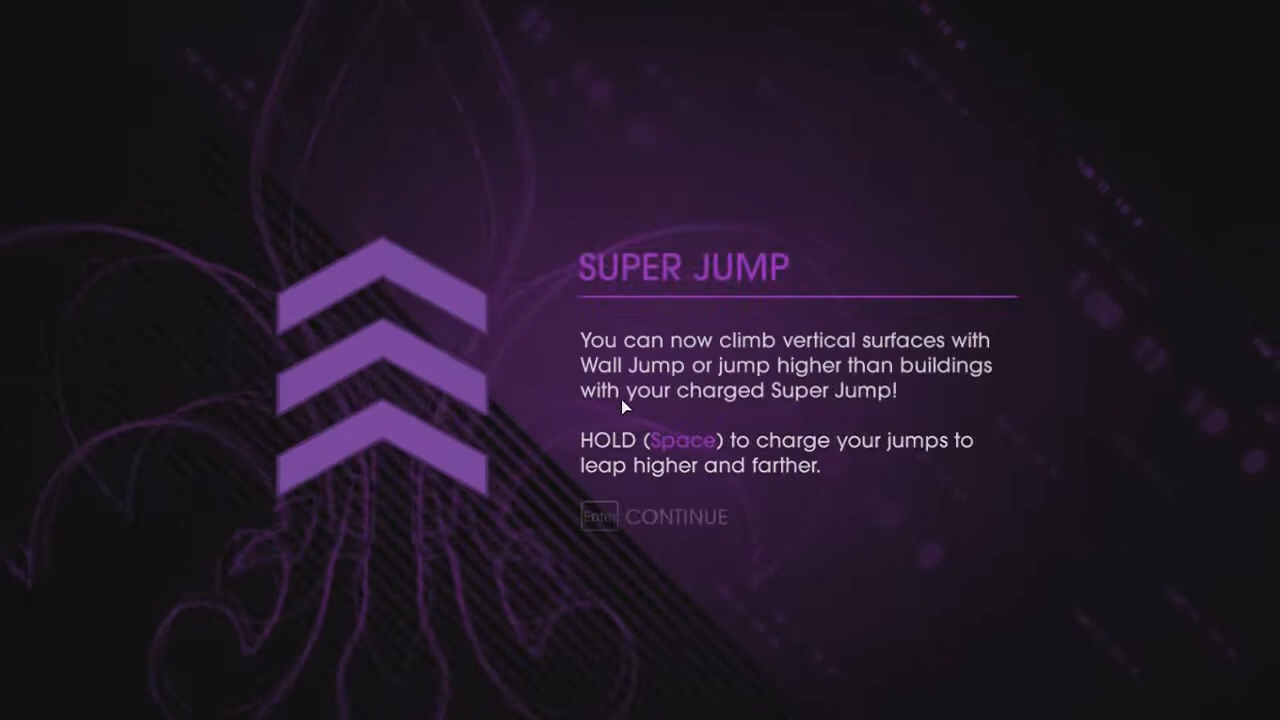 SUPER JUMP
You can now climb vertical surfaces with
Wall Jump or jump higher than buildings
with your charged Super Jump!
HOLD (Space) to charge your jumps to
leap higher and farther.
Enter CONTINUE